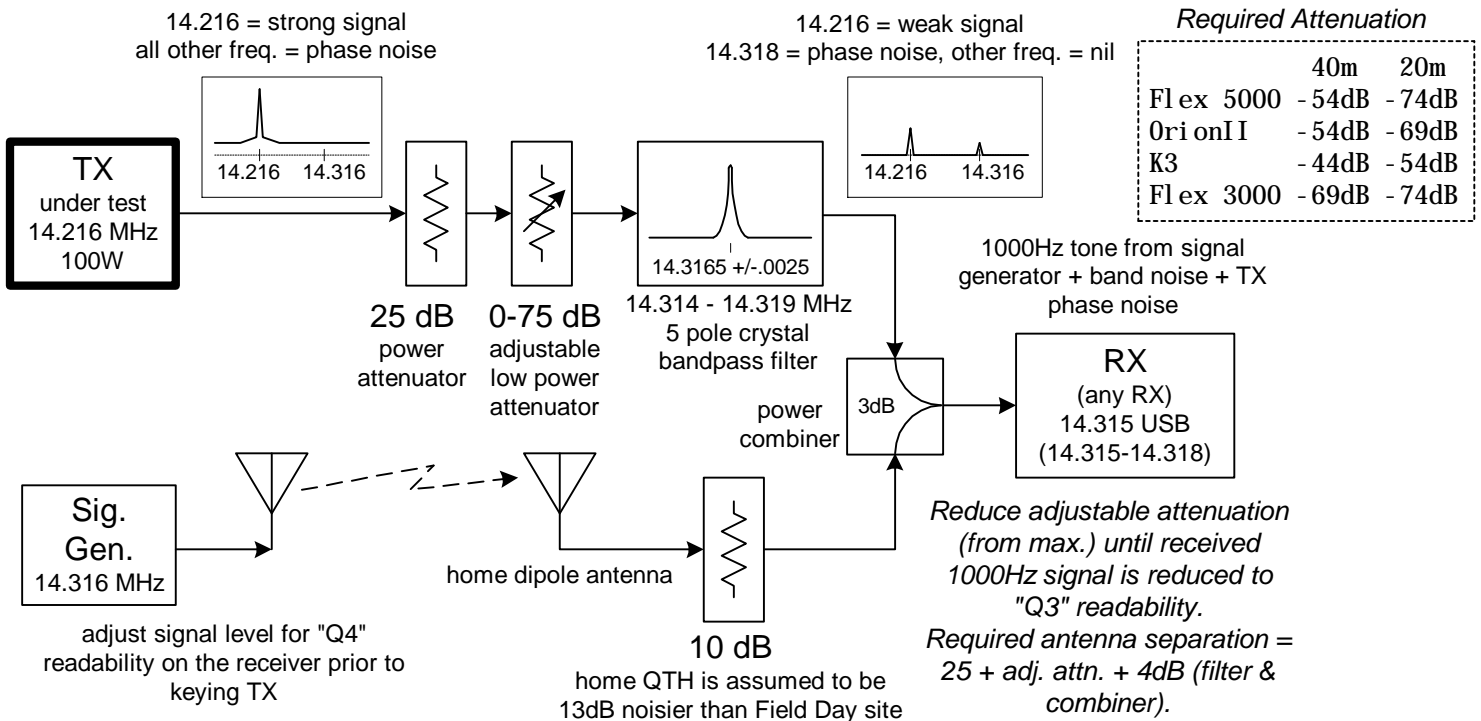 14.216 = strong signal
all other freq. = phase noise
14.216 = weak signal
14.318 = phase noise, other freq. = nil
Required Attenuation
40m 20m
Flex 5000 -54dB -74dB
OrionII -54dB -69dB
K3 -44dB -54dB
Flex 3000 -69dB -74dB
TX
under test
14.216 MHz
100W
14.216 14.316
25 dB
power
attenuator
0-75 dB
adjustable
low power
attenuator
14.3165 +/-.0025
14.314 - 14.319 MHz
5 pole crystal
bandpass filter
14.216 14.316
1000Hz tone from signal
generator + band noise + TX
phase noise
power
combiner
3dB
RX
(any RX)
14.315 USB
(14.315-14.318)
Sig.
Gen.
14.316 MHz
adjust signal level for "Q4"
readability on the receiver prior to
keying TX
home dipole antenna
10 dB
home QTH is assumed to be
13dB noisier than Field Day site
Reduce adjustable attenuation
(from max.) until received
1000Hz signal is reduced to
"Q3" readability.
Required antenna separation =
25 + adj. attn. + 4dB (filter &
combiner).